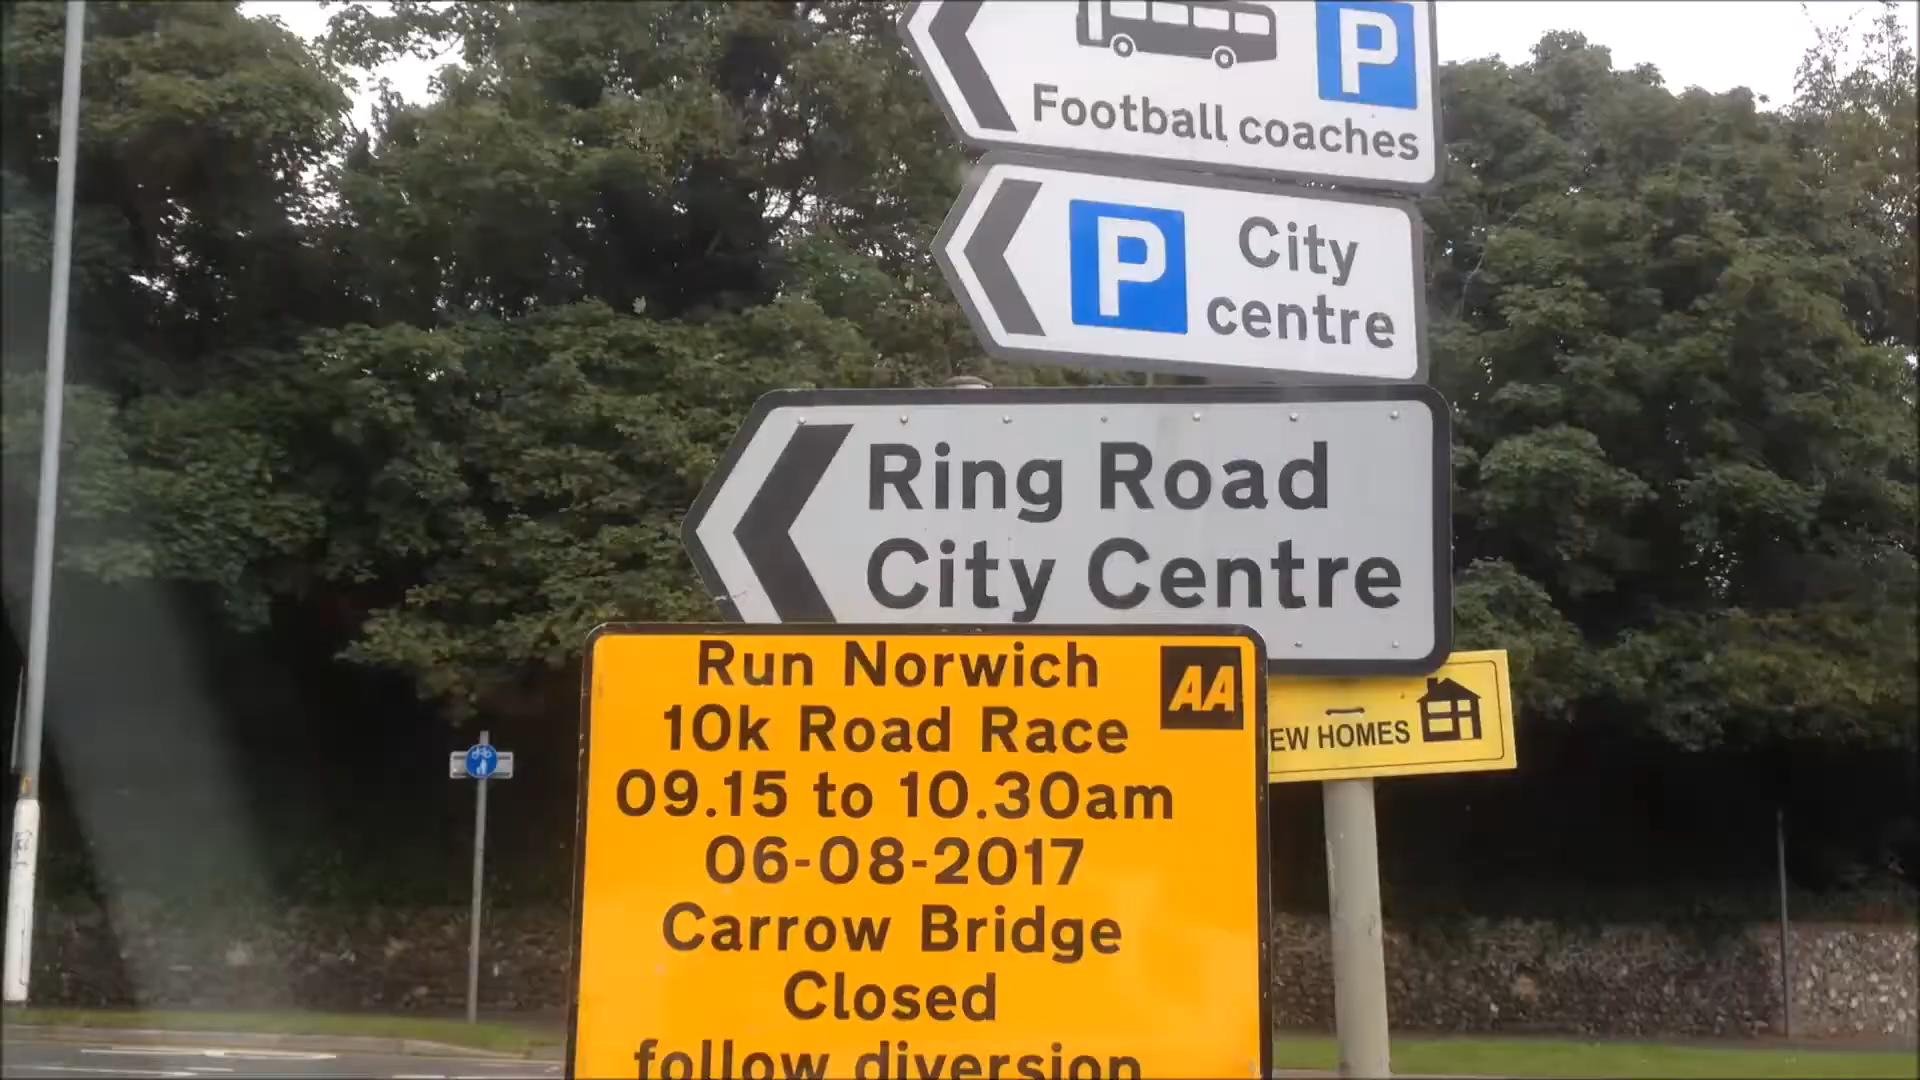 P
Football coaches
P
City
centre
Ring Road
City Centre
Run Norwich
AA
10k Road Race
09.15 to 10.30am
06-08-2017
Carrow Bridge
Closed
follow diversion
EW HOMES